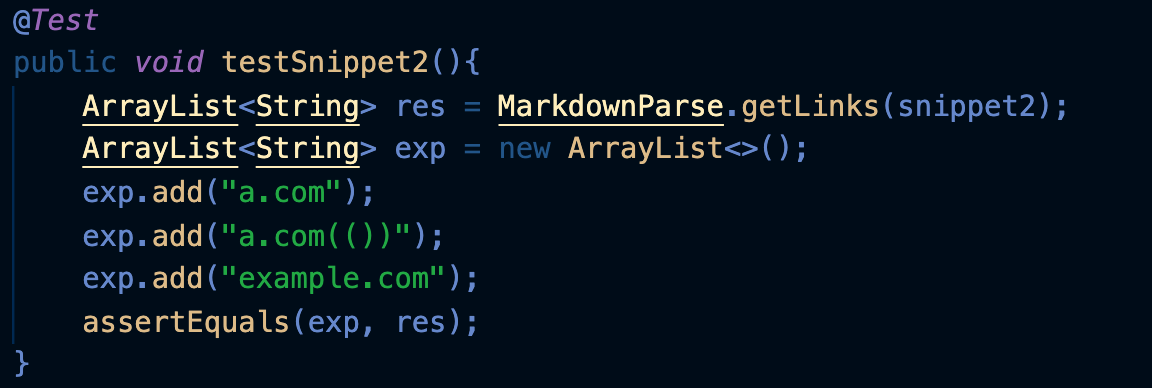 @Test
public void testSnippet2(){
    ArrayList<String> res = MarkdownParse.getLinks(snippet2);
    ArrayList<String> exp = new ArrayList<>();
    exp.add("a.com");
    exp.add("a.com(())");
    exp.add("example.com");
    assertEquals(exp, res);
}